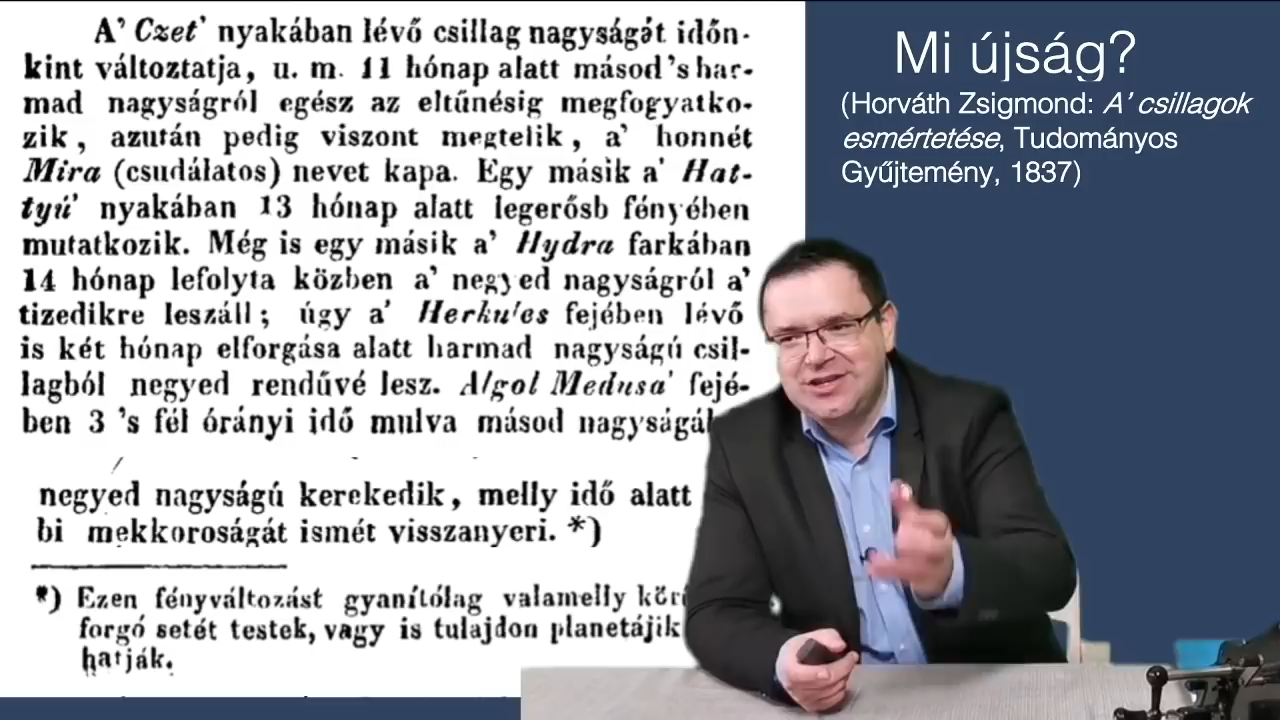 A’ Czet’ nyakában lévő csillag nagyságát időn-
kint változtatja, u. m. 11 hónap alatt másod’s har-
mad nagyságról egész az eltűnésig megfogyatko-
zik, azután pedig viszont megtelik, a’ honnét
Mira (csudálatos) nevet kapa. Egy másik a’ Hat-
tyú’ nyakában 13 hónap alatt legerősb fényében
mutatkozik. Még is egy másik a’ Hydra farkában
14 hónap lefolyta közben a’ negyed nagyságról a’
tizedikre leszáll; úgy a’ Herkules fejében lévő
is két hónap elforgása alatt harmad nagyságú csil-
lagból negyed rendűvé lesz. Algol Medusa’ fejé-
ben 3 ’s fél órányi idő mulva másod
negyed nagyságú kerekedik, melly idő alatt
bi mekkoroságát ismét visszanyeri. *)
*) Ezen fényváltozást gyanítólag valamelly
forgó setét testek, vagy is tulajdon planetájik
hatják.
Mi újság?
(Horváth Zsigmond: A’ csillagok
esmértetése, Tudományos
Gyűjtemény, 1837)